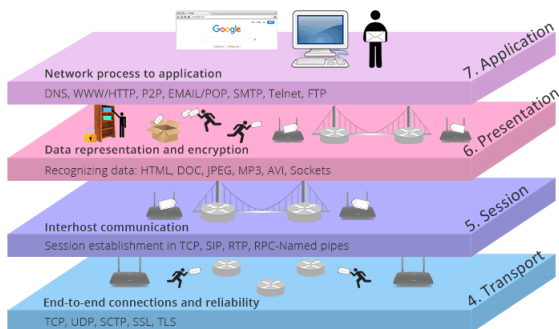 Google
7. Application
Network process to application
DNS, WWW/HTTP, P2P, EMAIL/POP, SMTP, Telnet, FTP
6. Presentation
Data representation and encryption
Recognizing data: HTML, DOC, JPEG, MP3, AVI, Sockets
5. Session
Interhost communication
Session establishment in TCP, SIP, RTP, RPC-Named pipes
4. Transport
End-to-end connections and reliability
TCP, UDP, SCTP, SSL, TLS